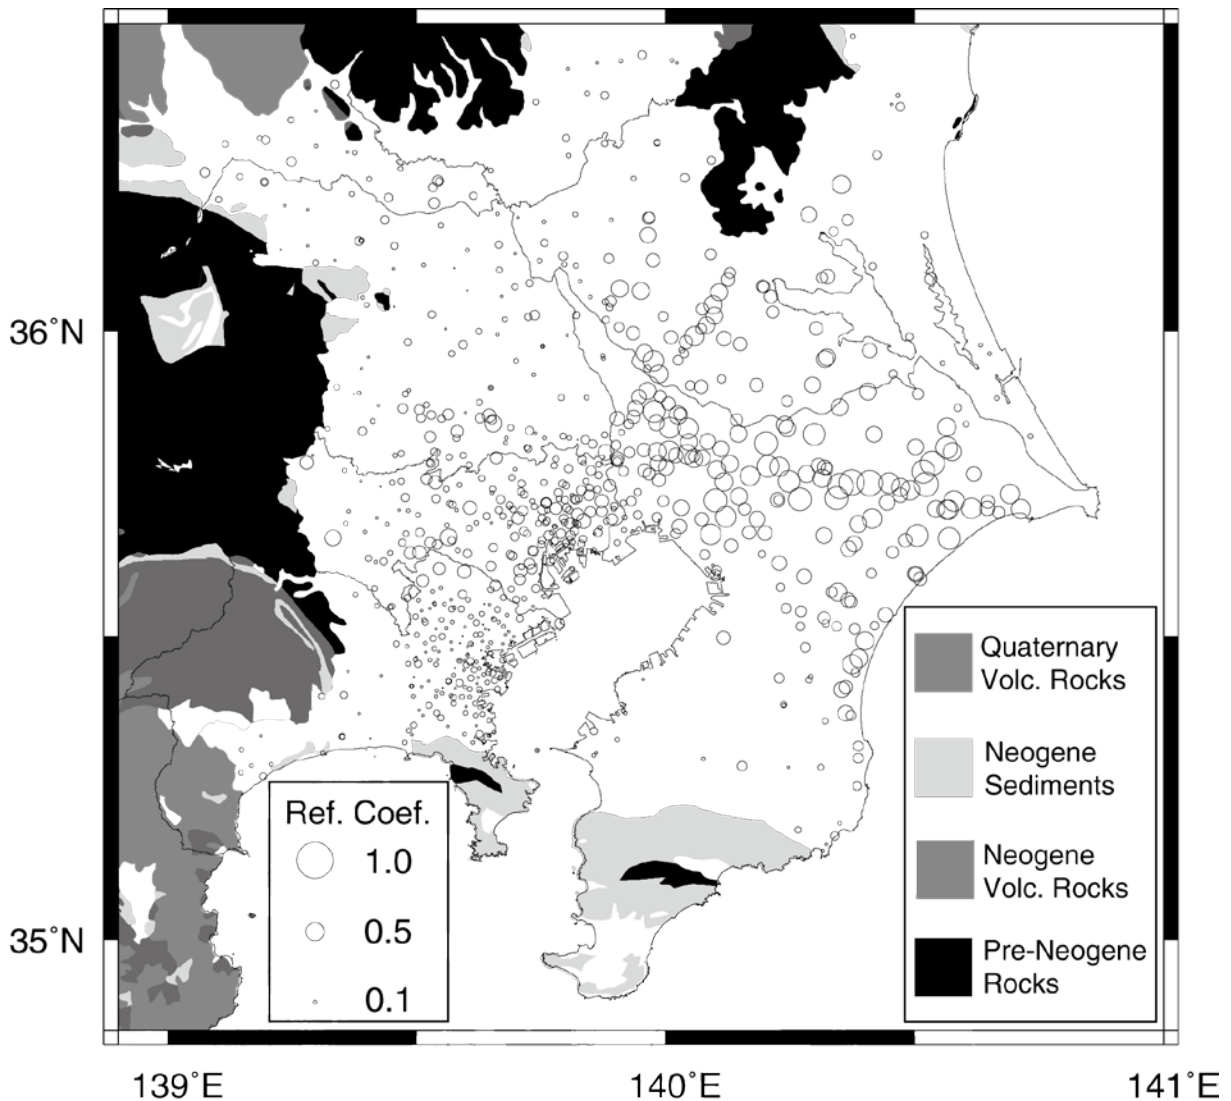 36˚N
35˚N
139˚E
140˚E
141˚E
Ref. Coef.
1.0
0.5
0.1
Quaternary
Volc. Rocks
Neogene
Sediments
Neogene
Volc. Rocks
Pre-Neogene
Rocks